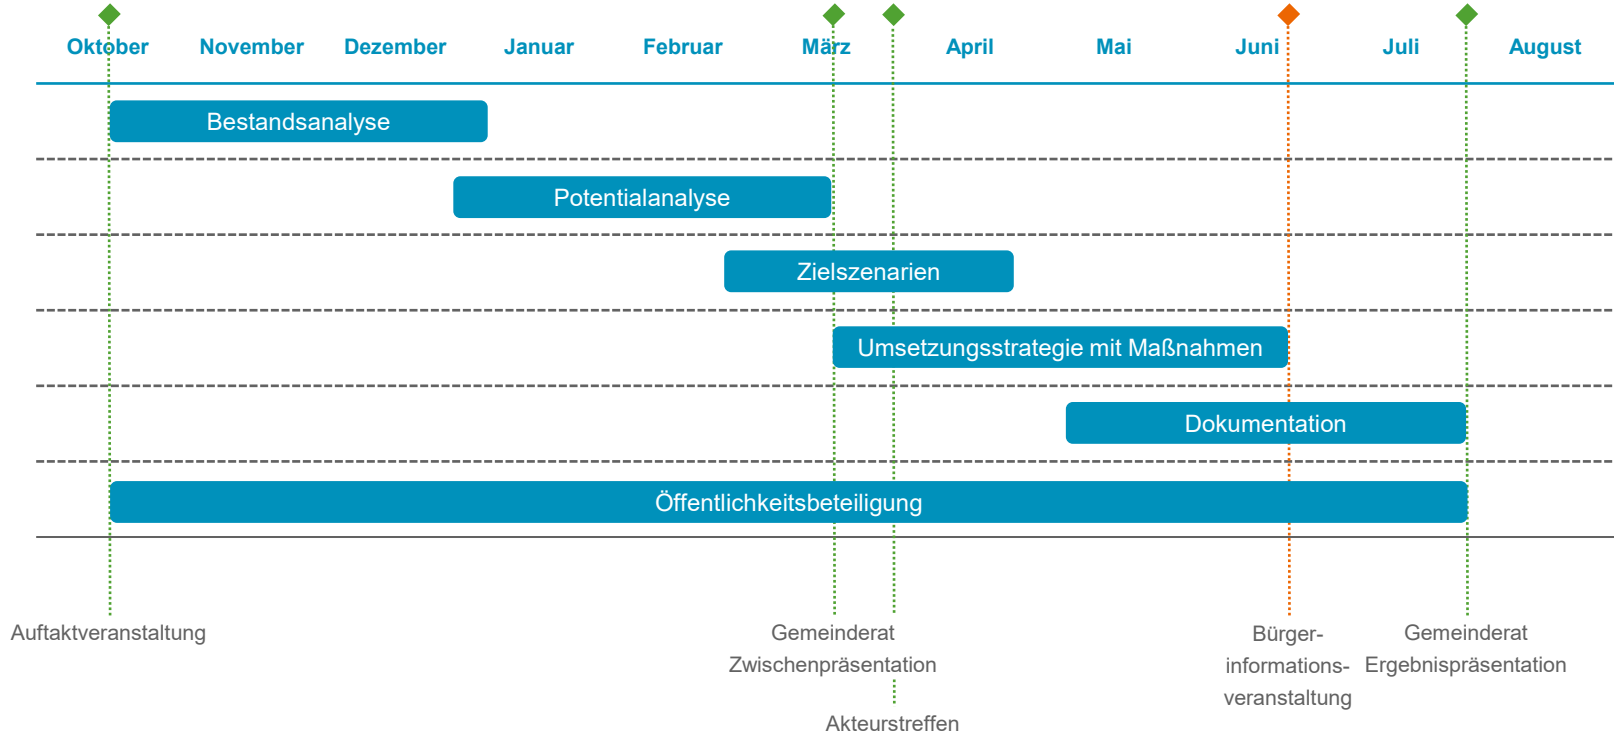 Oktober November Dezember Januar Februar März April Mai Juni Juli August
Bestandsanalyse
Potentialanalyse
Zielszenarien
Umsetzungsstrategie mit Maßnahmen
Dokumentation
Öffentlichkeitsbeteiligung
Auftaktveranstaltung
Gemeinderat
Zwischenpräsentation
Akteurstreffen
Bürger-
informations-
veranstaltung
Gemeinderat
Ergebnispräsentation